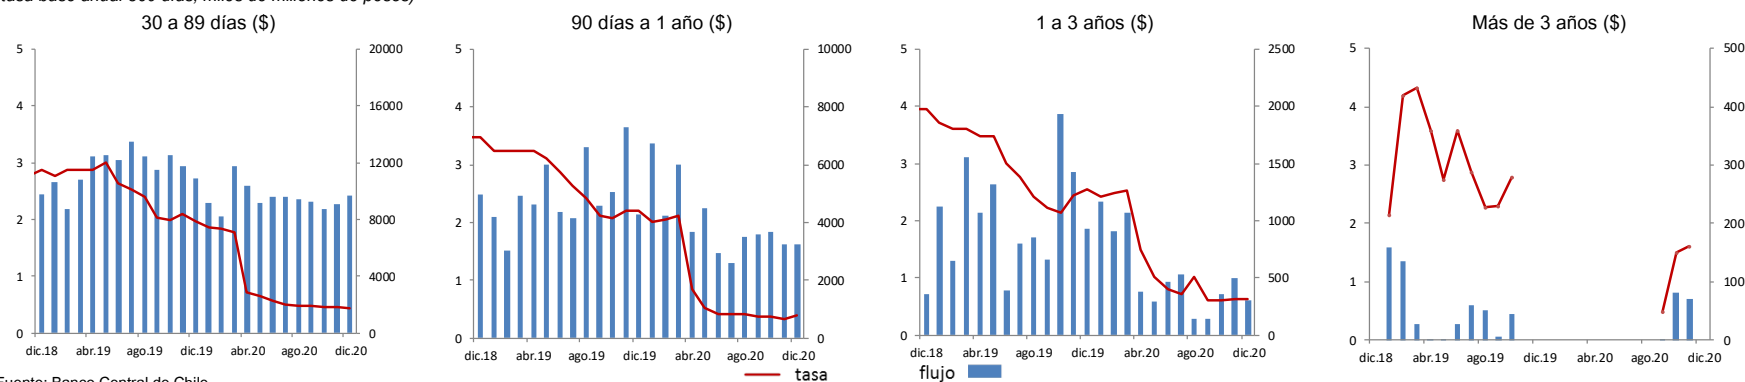 30 a 89 días ($)
90 días a 1 año ($)
1 a 3 años ($)
Más de 3 años ($)
5 4 3 2 1 0
20000 16000 12000 8000 4000 0
dic.18 abr.19 ago.19 dic.19 abr.20 ago.20 dic.20
5 4 3 2 1 0
10000 8000 6000 4000 2000 0
dic.18 abr.19 ago.19 dic.19 abr.20 ago.20 dic.20
5 4 3 2 1 0
2500 2000 1500 1000 500 0
dic.18 abr.19 ago.19 dic.19 abr.20 ago.20 dic.20
5 4 3 2 1 0
500 400 300 200 100 0
dic.18 abr.19 ago.19 dic.19 abr.20 ago.20 dic.20
tasa
flujo